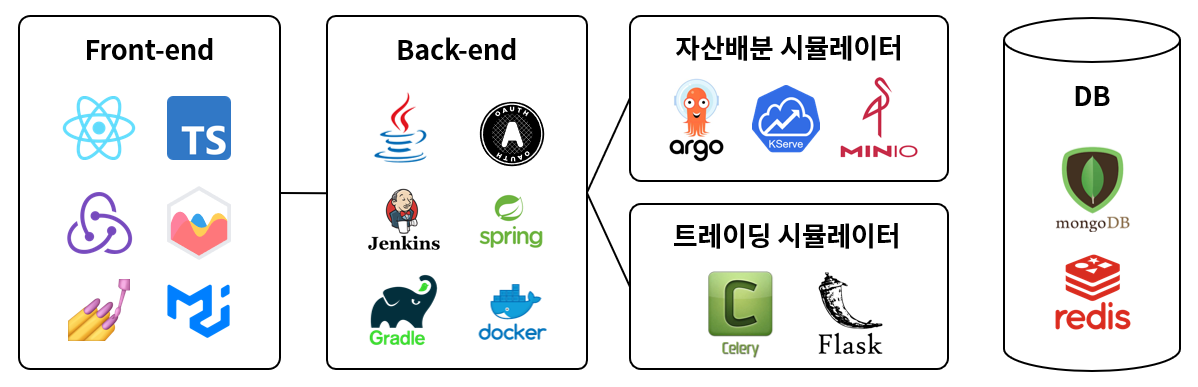 Front-end
TS
Back-end
OAUTH
A
OAUTH
Jenkins
spring
Gradle
docker
자산배분 시뮬레이터
argo
KServe
MINIO
트레이딩 시뮬레이터
C
Celery
Flask
DB
mongoDB
redis